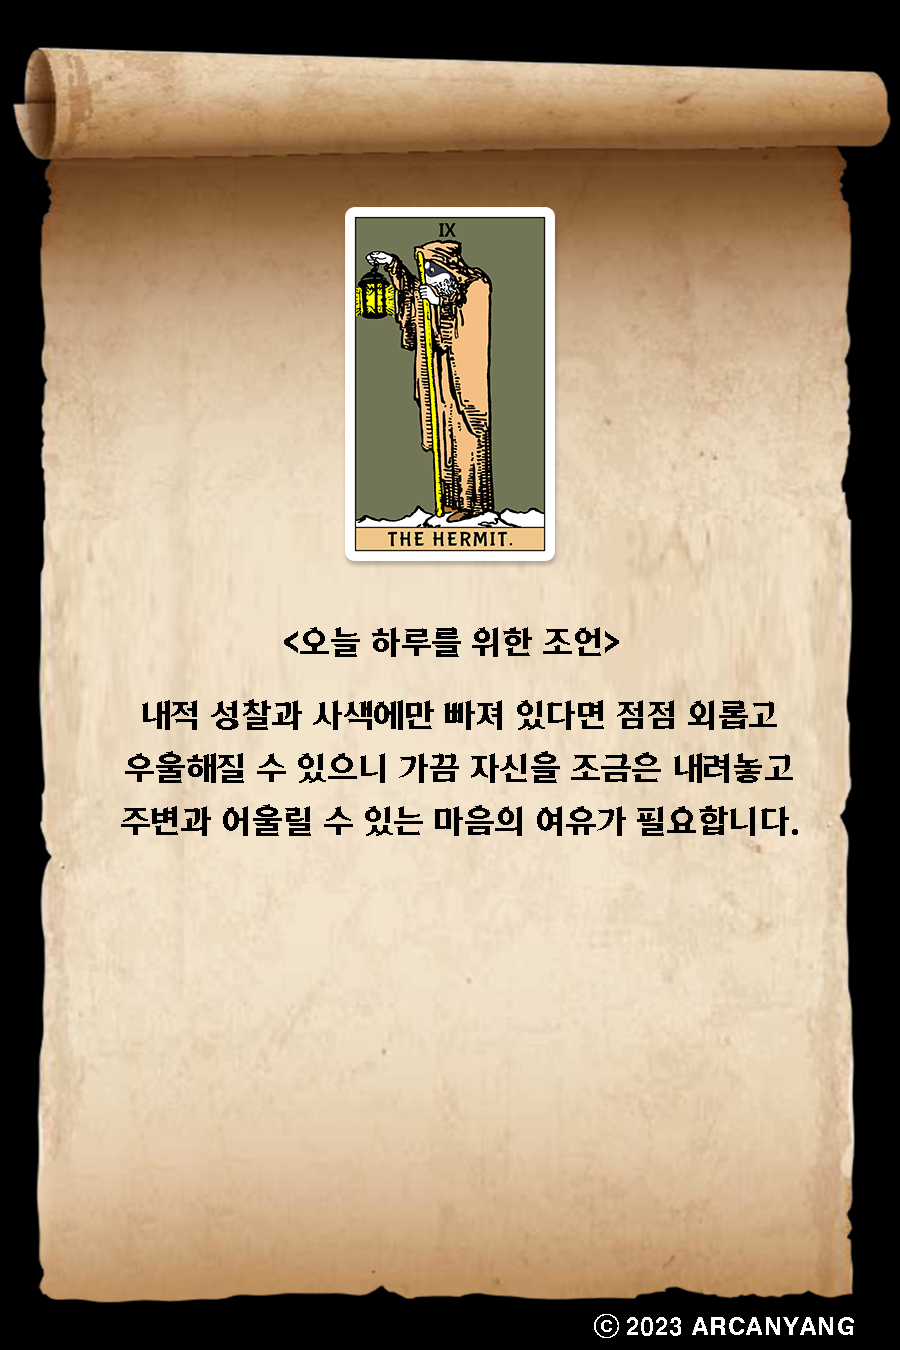 IX
THE HERMIT.
<오늘 하루를 위한 조언>
내적 성찰과 사색에만 빠져 있다면 점점 외롭고
우울해질 수 있으니 가끔 자신을 조금은 내려놓고
주변과 어울릴 수 있는 마음의 여유가 필요합니다.
© 2023 ARCANYANG